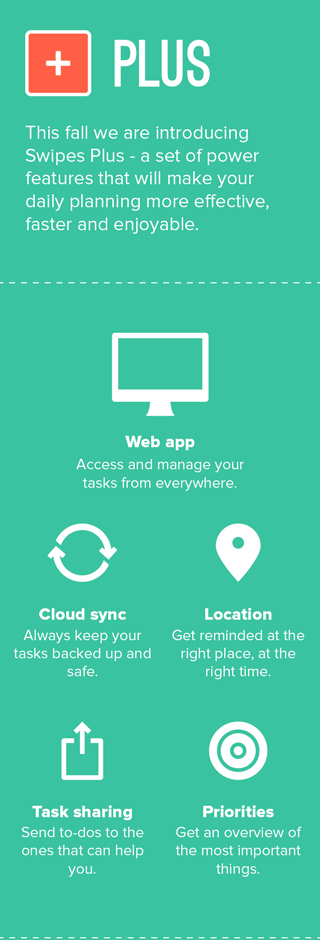 + PLUS
This fall we are introducing
Swipes Plus - a set of power
features that will make your
daily planning more effective,
faster and enjoyable.
Web app
Access and manage your
tasks from everywhere.
Cloud sync
Always keep your
tasks backed up and
safe.
Location
Get reminded at the
right place, at the
right time.
Task sharing
Send to-dos to the
ones that can help
you.
Priorities
Get an overview of
the most important
things.